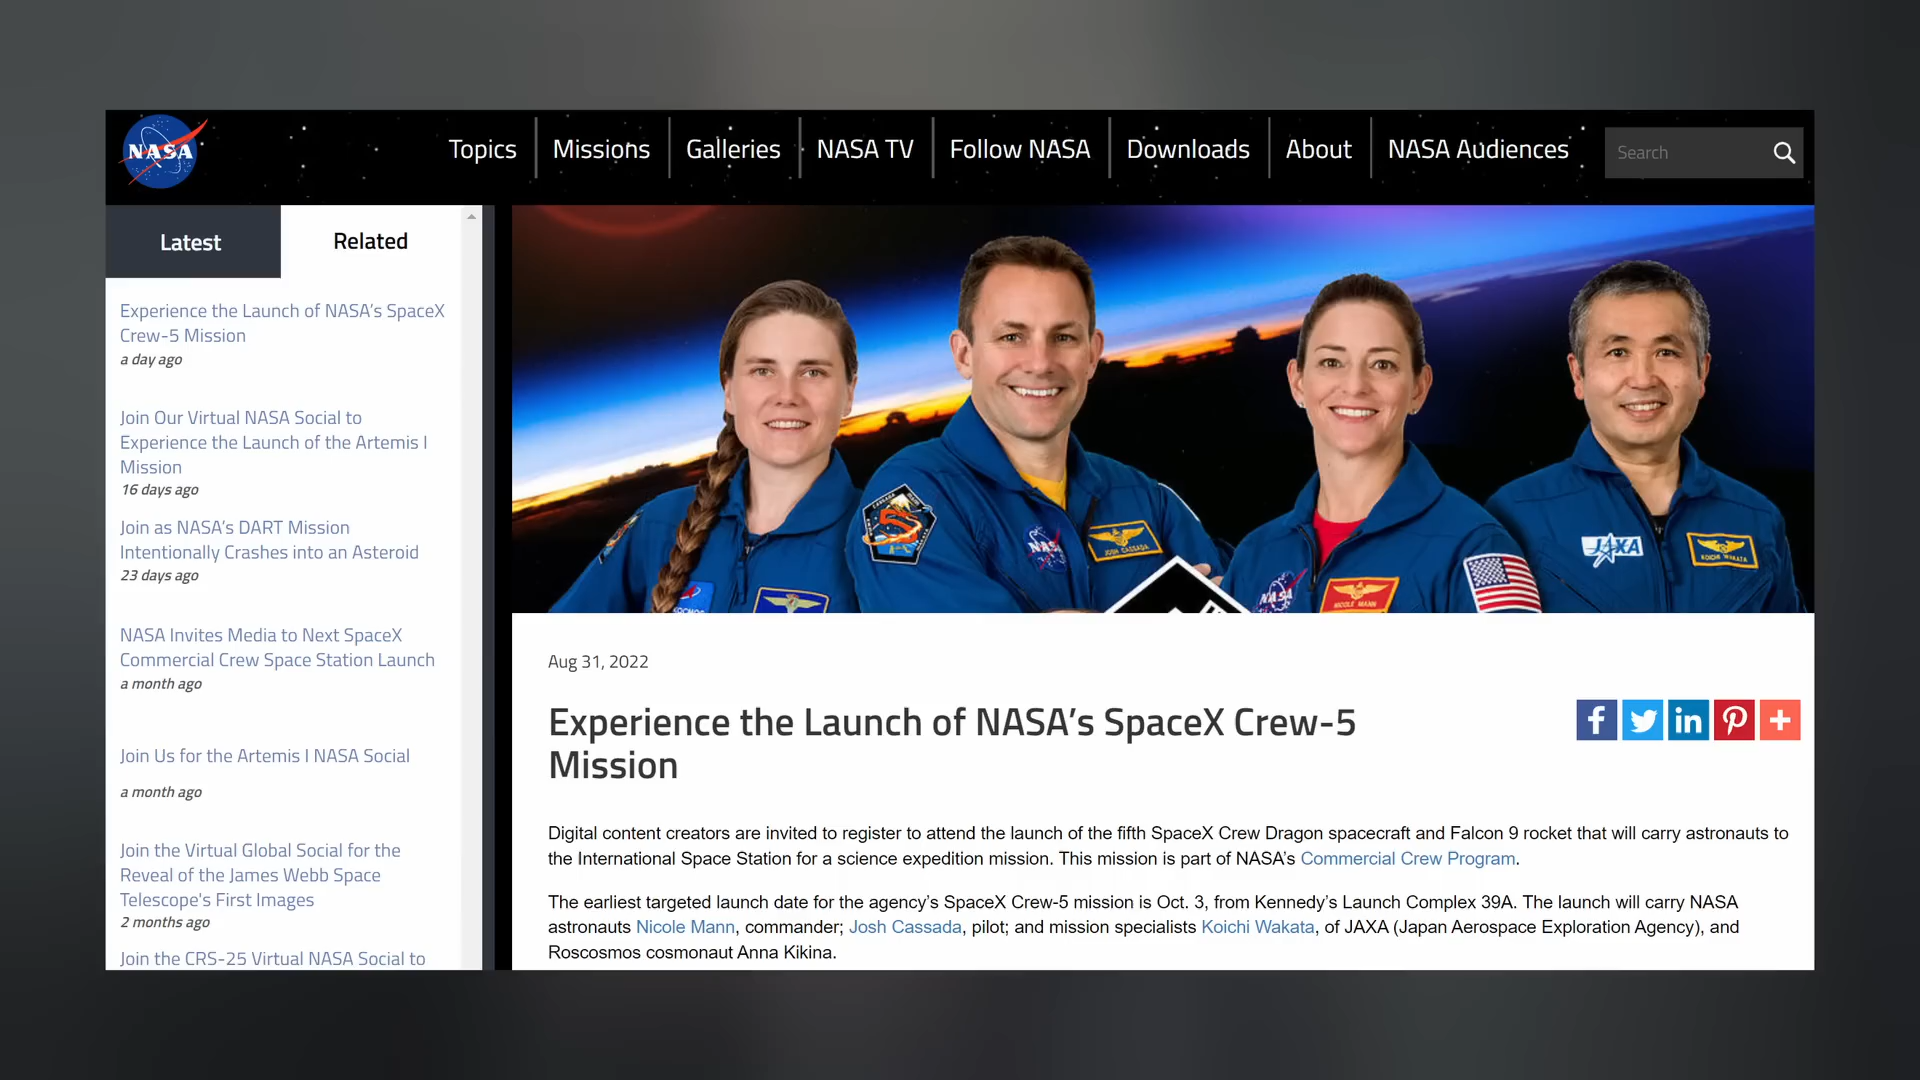 NASA
Topics
Missions
Galleries
NASA TV
Follow NASA
Downloads
About
NASA Audiences
Search
Latest
Related
Experience the Launch of NASA’s SpaceX
Crew-5 Mission
a day ago
Join Our Virtual NASA Social to
Experience the Launch of the Artemis I
Mission
16 days ago
Join as NASA’s DART Mission
Intentionally Crashes into an Asteroid
23 days ago
NASA Invites Media to Next SpaceX
Commercial Crew Space Station Launch
a month ago
Join Us for the Artemis I NASA Social
a month ago
Join the Virtual Global Social for the
Reveal of the James Webb Space
Telescope's First Images
2 months ago
Join the CRS-25 Virtual NASA Social to
NASA
JOSH CASSADA
NASA
NICOLE MANN
JAXA
KOICHI WAKATA
Aug 31, 2022
Experience the Launch of NASA’s SpaceX Crew-5
Mission
Digital content creators are invited to register to attend the launch of the fifth SpaceX Crew Dragon spacecraft and Falcon 9 rocket that will carry astronauts to
the International Space Station for a science expedition mission. This mission is part of NASA’s Commercial Crew Program.
The earliest targeted launch date for the agency’s SpaceX Crew-5 mission is Oct. 3, from Kennedy’s Launch Complex 39A. The launch will carry NASA
astronauts Nicole Mann, commander; Josh Cassada, pilot; and mission specialists Koichi Wakata, of JAXA (Japan Aerospace Exploration Agency), and
Roscosmos cosmonaut Anna Kikina.